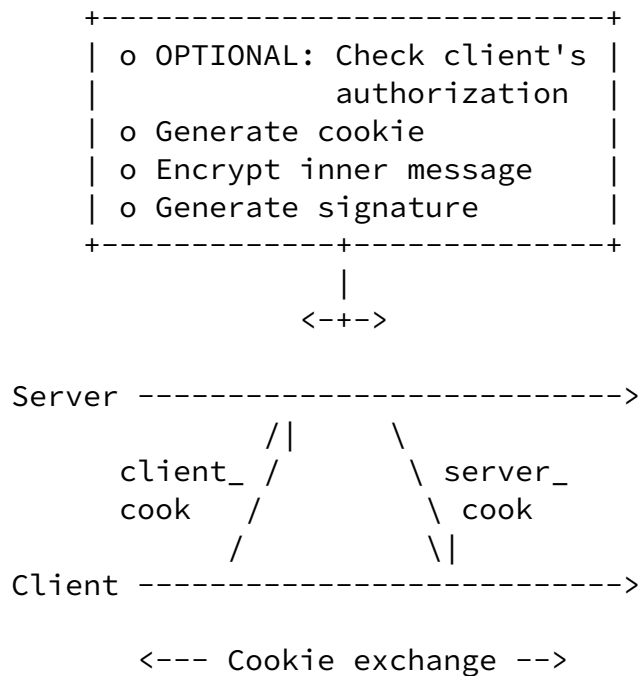 o OPTIONAL: Check client's
authorization
o Generate cookie
o Encrypt inner message
o Generate signature
Server
client_ server_
cook cook
Client
<--- Cookie exchange -->